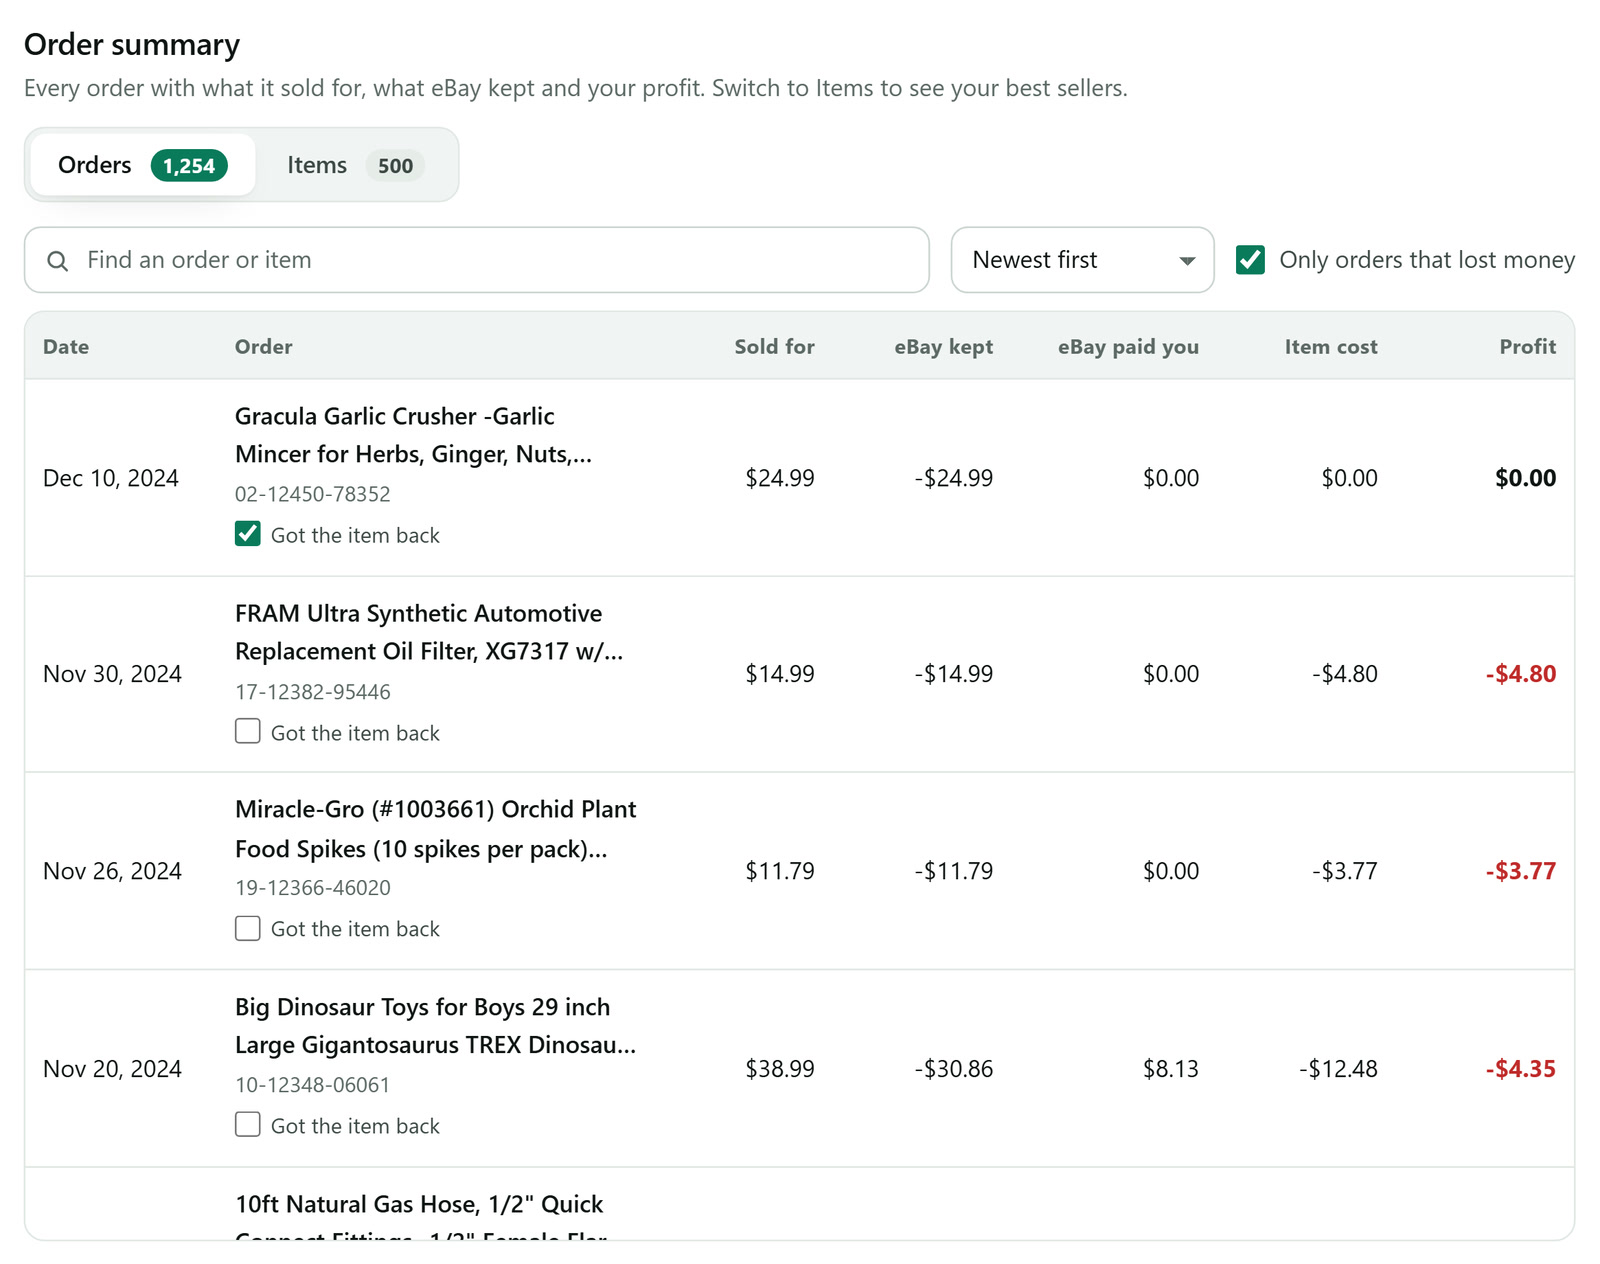 Order summary
Every order with what it sold for, what eBay kept and your profit. Switch to Items to see your best sellers.
Orders 1,254 Items 500
Find an order or item Newest first Only orders that lost money
Date Order Sold for eBay kept eBay paid you Item cost Profit
Gracula Garlic Crusher -Garlic
Mincer for Herbs, Ginger, Nuts,...
Dec 10, 2024 $24.99 -$24.99 $0.00 $0.00 $0.00
02-12450-78352
Got the item back
FRAM Ultra Synthetic Automotive
Replacement Oil Filter, XG7317 w/...
Nov 30, 2024 $14.99 -$14.99 $0.00 -$4.80 -$4.80
17-12382-95446
Got the item back
Miracle-Gro (#1003661) Orchid Plant
Food Spikes (10 spikes per pack)...
Nov 26, 2024 $11.79 -$11.79 $0.00 -$3.77 -$3.77
19-12366-46020
Got the item back
Big Dinosaur Toys for Boys 29 inch
Large Gigantosaurus TREX Dinosau...
Nov 20, 2024 $38.99 -$30.86 $8.13 -$12.48 -$4.35
10-12348-06061
Got the item back
10ft Natural Gas Hose, 1/2" Quick
Connect Fittings, 1/2" Female Flar